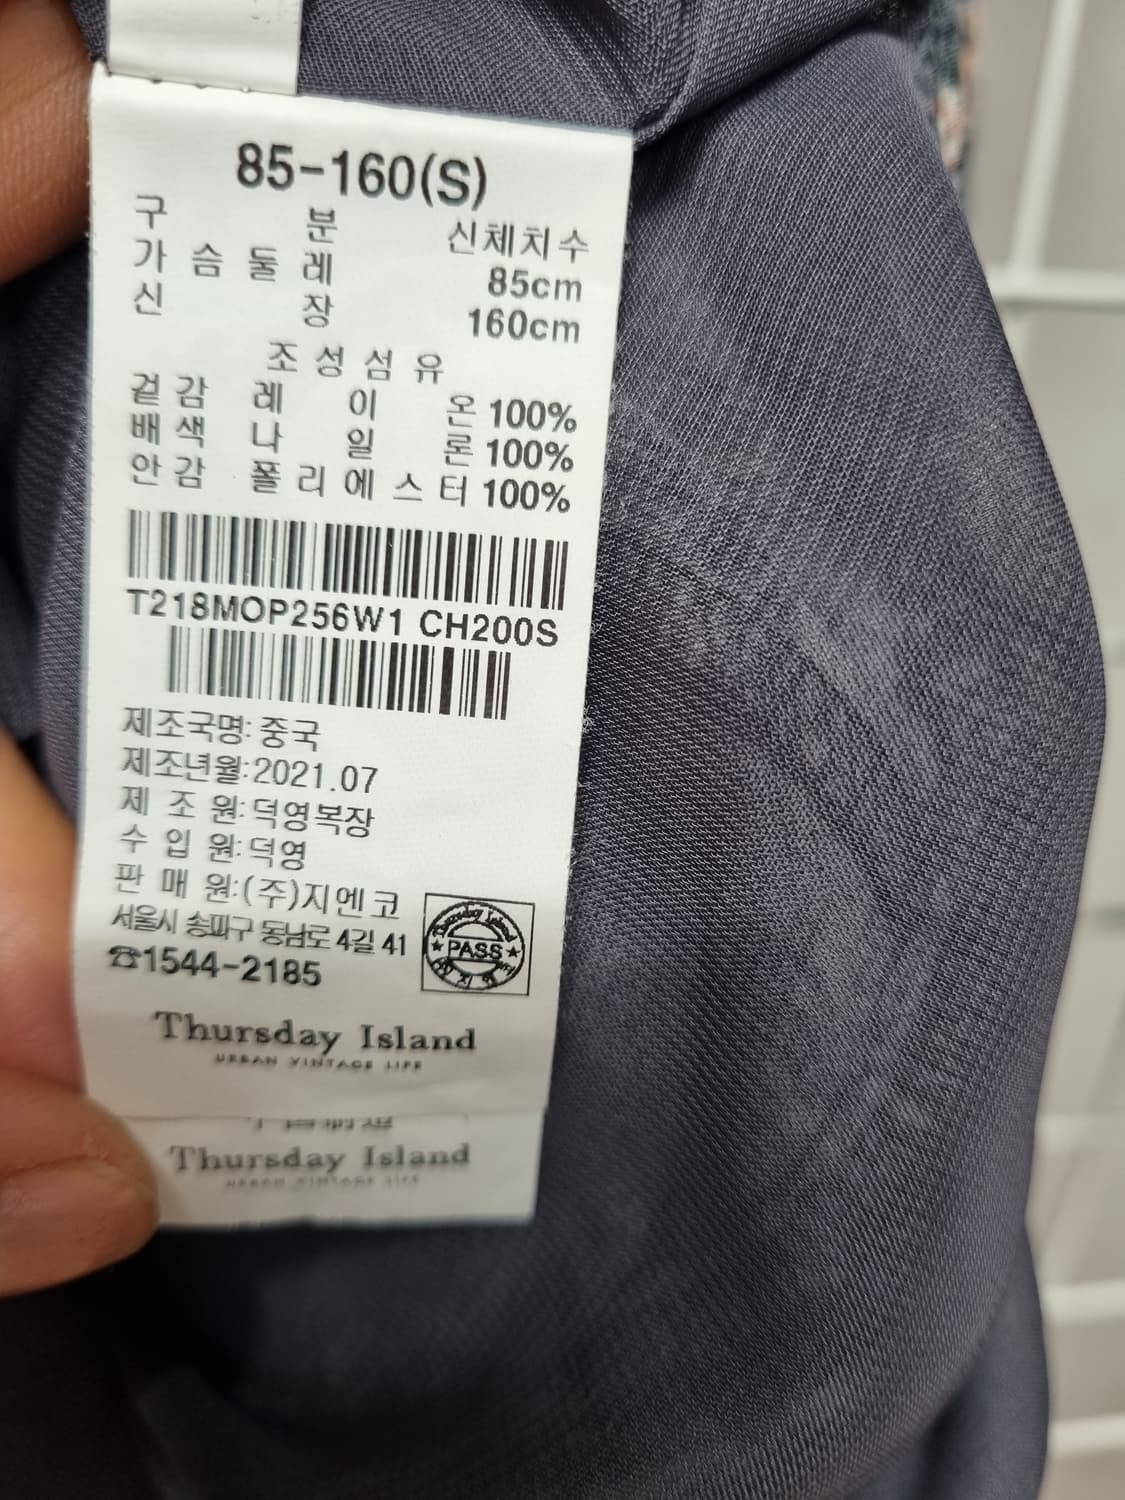 85-160(S)
구 분 신체치수
가 슴 둘 레 85cm
신 장 160cm
조 성 섬 유
겉감 레 이 온 100%
배색 나 일 론 100%
안감 폴 리 에 스 터 100%
T218MOP256W1 CH200S
제조국명: 중국
제조년월:2021.07
제 조 원: 덕영복장
수 입 원: 덕영
판 매 원:(주)지엔코
서울시 송파구 동남로 4길 41
☎1544-2185
Thursday Island
PASS
Thursday Island
URBAN VINTAGE LIFE
Thursday Island
URBAN VINTAGE LIFE